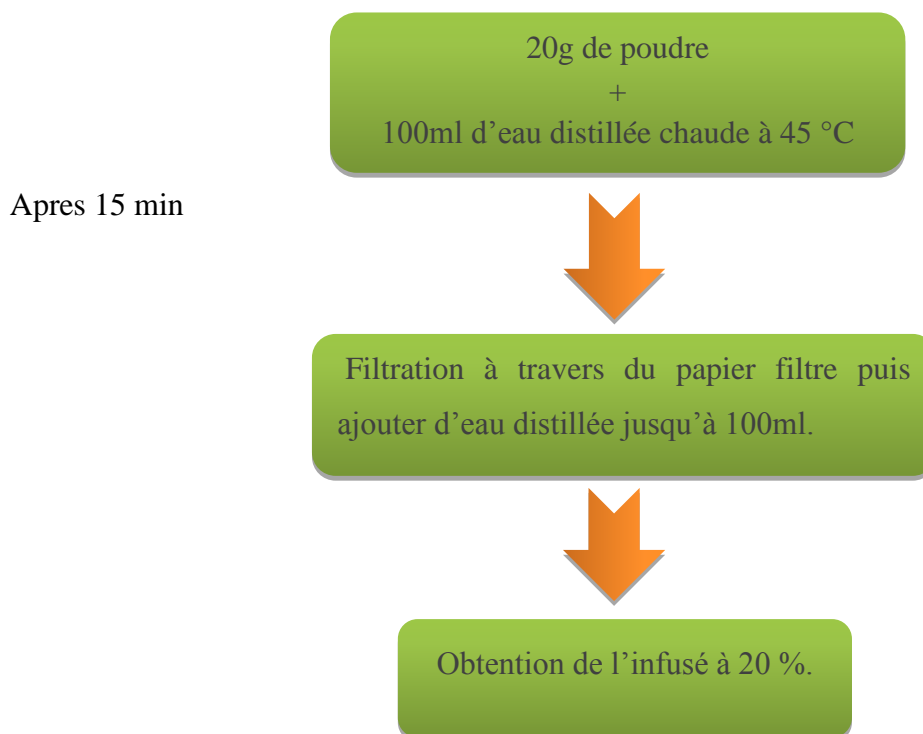 20g de poudre
+
100ml d’eau distillée chaude à 45 °C
Apres 15 min
Filtration à travers du papier filtre puis
ajouter d’eau distillée jusqu’à 100ml.
Obtention de l’infusé à 20 %.